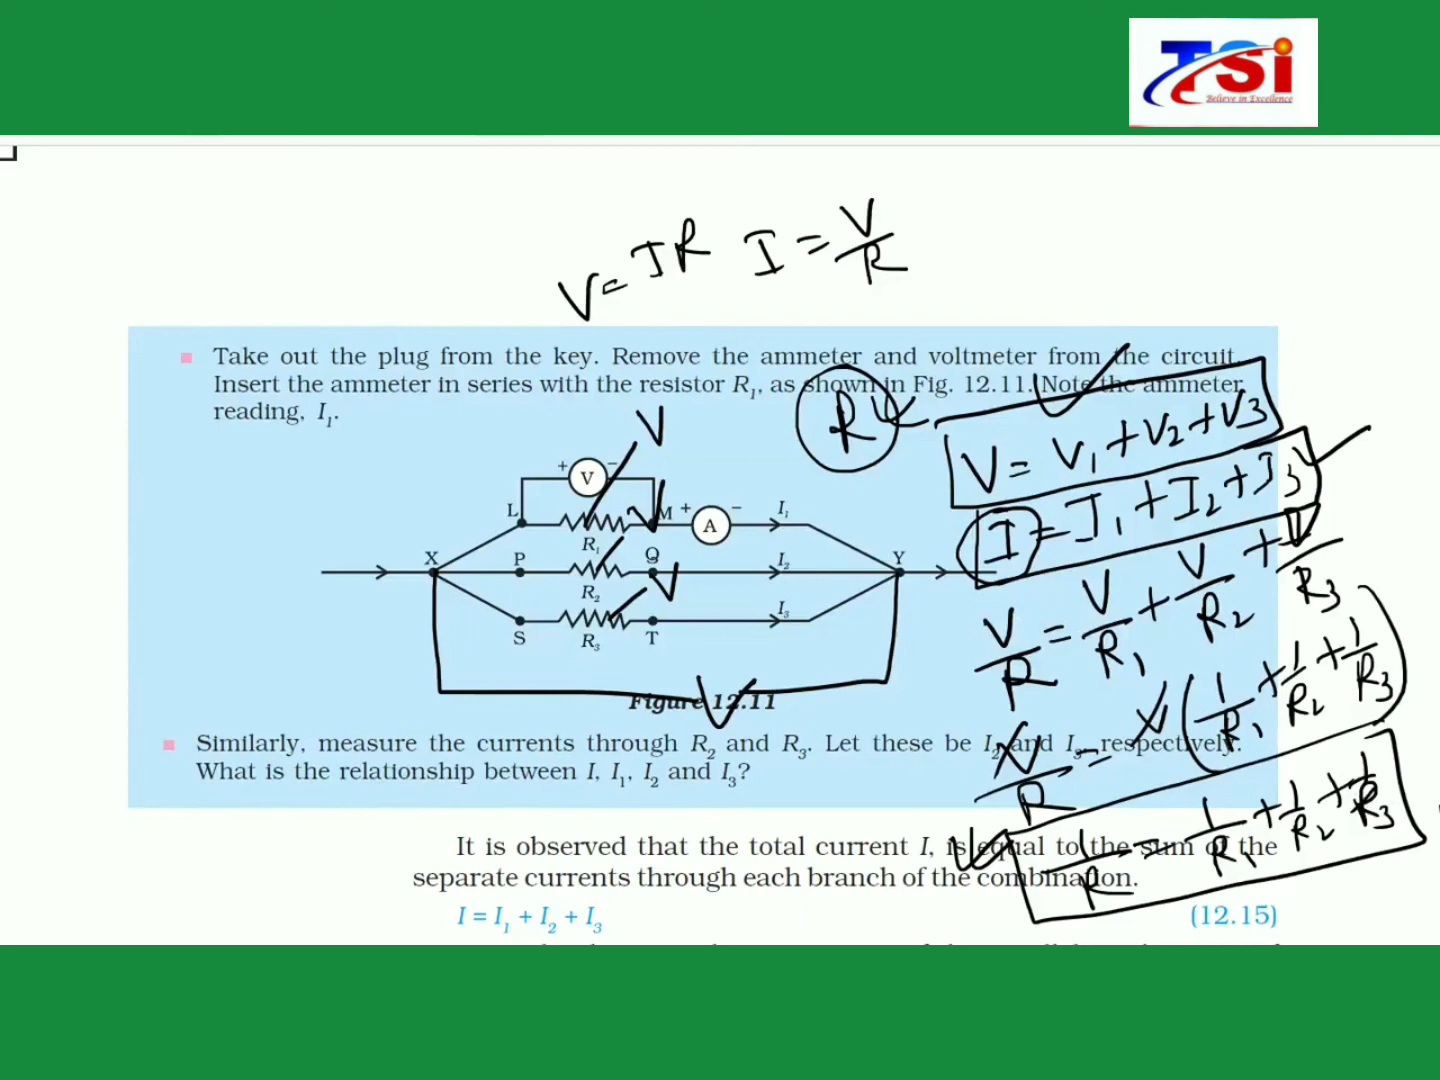 TSi
Believe in Excellence
V = IR I = V/R
Take out the plug from the key. Remove the ammeter and voltmeter from the circuit.
Insert the ammeter in series with the resistor R₁, as shown in Fig. 12.11. Note the ammeter
reading, I₁.
V
R
V = V₁ + V₂ + V₃
+ V −
I = I₁ + I₂ + I₃
L M + A − I₁
V
R₁
X P Q I₂ Y
V
R₂
V/R = V/R₁ + V/R₂ + V/R₃
S R₃ T I₃
V
Figure 12.11
V/R = V (1/R₁ + 1/R₂ + 1/R₃)
Similarly, measure the currents through R₂ and R₃. Let these be I₂ and I₃, respectively.
What is the relationship between I, I₁, I₂ and I₃?
1/R = 1/R₁ + 1/R₂ + 1/R₃
It is observed that the total current I, is equal to the sum of the
separate currents through each branch of the combination.
I = I₁ + I₂ + I₃ (12.15)